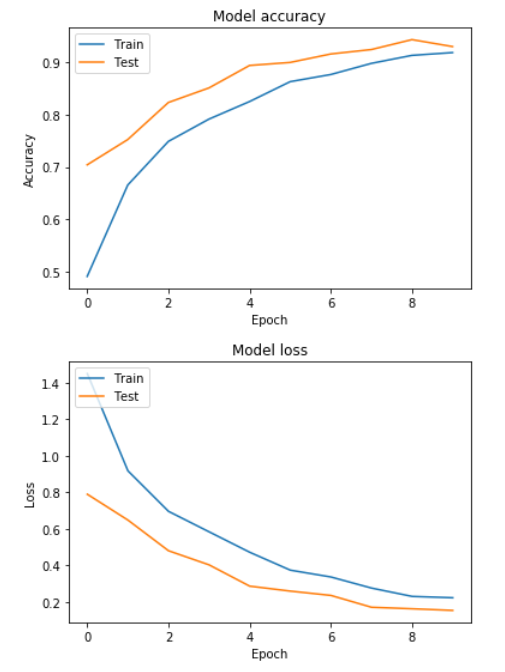 Model accuracy
Train
Test
0.9
0.8
0.7
0.6
0.5
Accuracy
0 2 4 6 8
Epoch
Model loss
Train
Test
1.4
1.2
1.0
0.8
0.6
0.4
0.2
Loss
0 2 4 6 8
Epoch